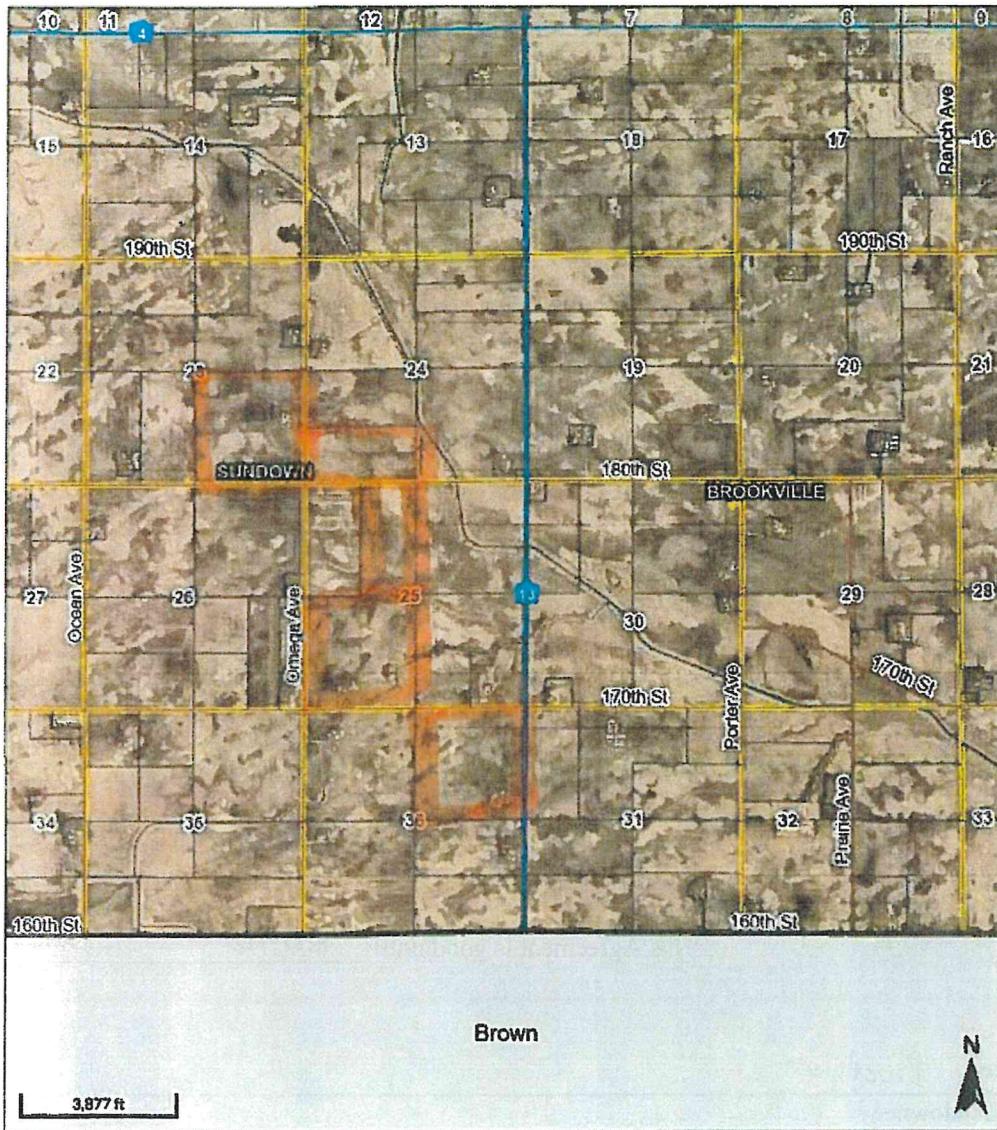 10 11 12 7 8 9
4
15 14 13 18 17 16
Ranch Ave
190th St 190th St
22 23 24 19 20 21
SUNDOWN 180th St
BROOKVILLE
27 26 25 13 30 29 28
Ocean Ave
Omega Ave
170th St
170th St
Porter Ave
34 35 36 31 32 33
Prairie Ave
160th St 160th St
Brown
N
3,877 ft